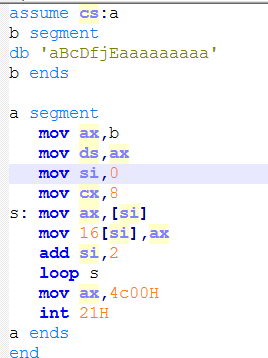 assume cs:a
b segment
db 'aBcDfjEaaaaaaaaa'
b ends

a segment
   mov ax,b
   mov ds,ax
   mov si,0
   mov cx,8
s: mov ax,[si]
   mov 16[si],ax
   add si,2
   loop s
   mov ax,4c00H
   int 21H
a ends
end